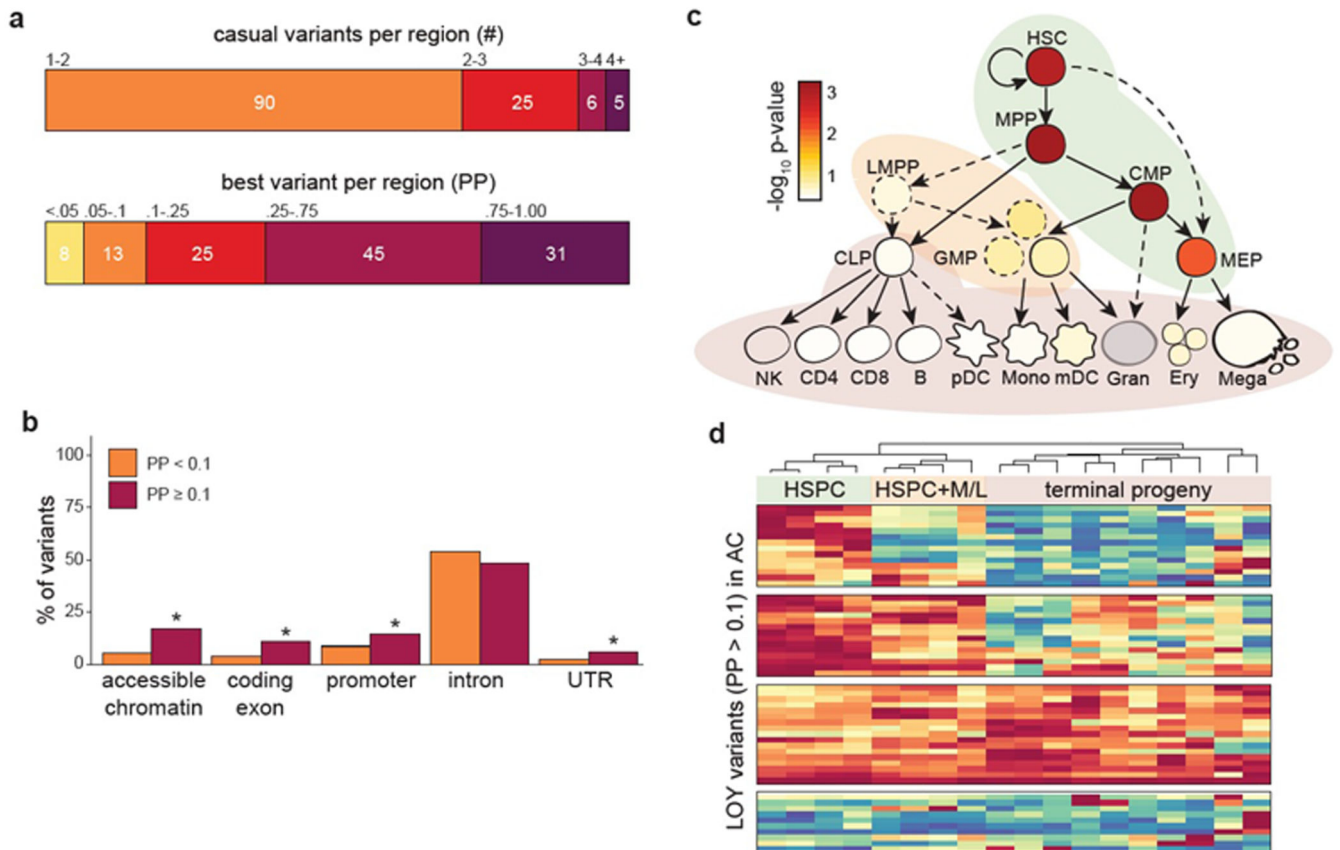 a
casual variants per region (#)
1-2 2-3 3-4 4+
90 25 6 5
best variant per region (PP)
<.05 .05-.1 .1-.25 .25-.75 .75-1.00
8 13 25 45 31
b
% of variants
100
75
50
25
0
PP < 0.1
PP ≥ 0.1
* * * *
accessible chromatin
coding exon
promoter
intron
UTR
c
-log10 p-value
3
2
1
HSC
MPP
LMPP
CMP
CLP
GMP
MEP
NK CD4 CD8 B pDC Mono mDC Gran Ery Mega
d
HSPC HSPC+M/L terminal progeny
LOY variants (PP > 0.1) in AC